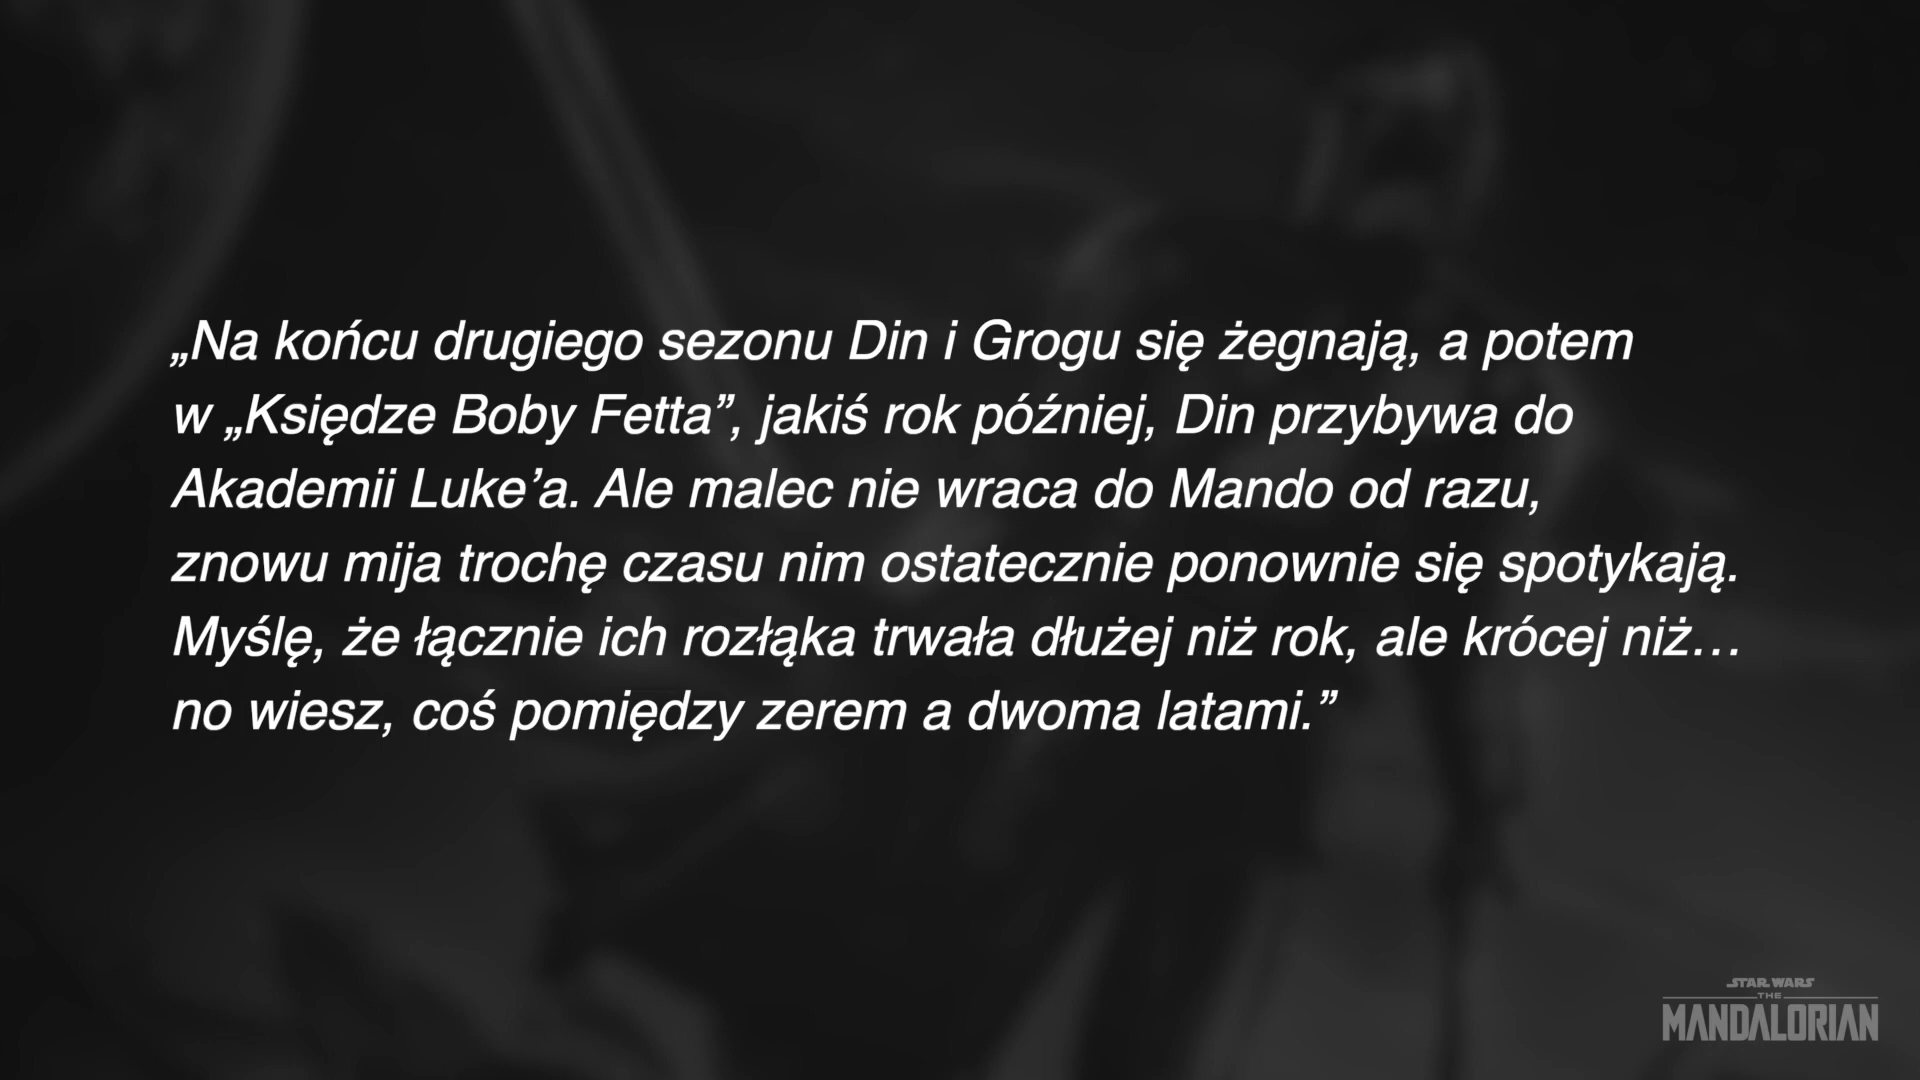 „Na końcu drugiego sezonu Din i Grogu się żegnają, a potem
w „Księdze Boby Fetta”, jakiś rok później, Din przybywa do
Akademii Luke’a. Ale malec nie wraca do Mando od razu,
znowu mija trochę czasu nim ostatecznie ponownie się spotykają.
Myślę, że łącznie ich rozłąka trwała dłużej niż rok, ale krócej niż…
no wiesz, coś pomiędzy zerem a dwoma latami.”
STAR WARS
THE
MANDALORIAN